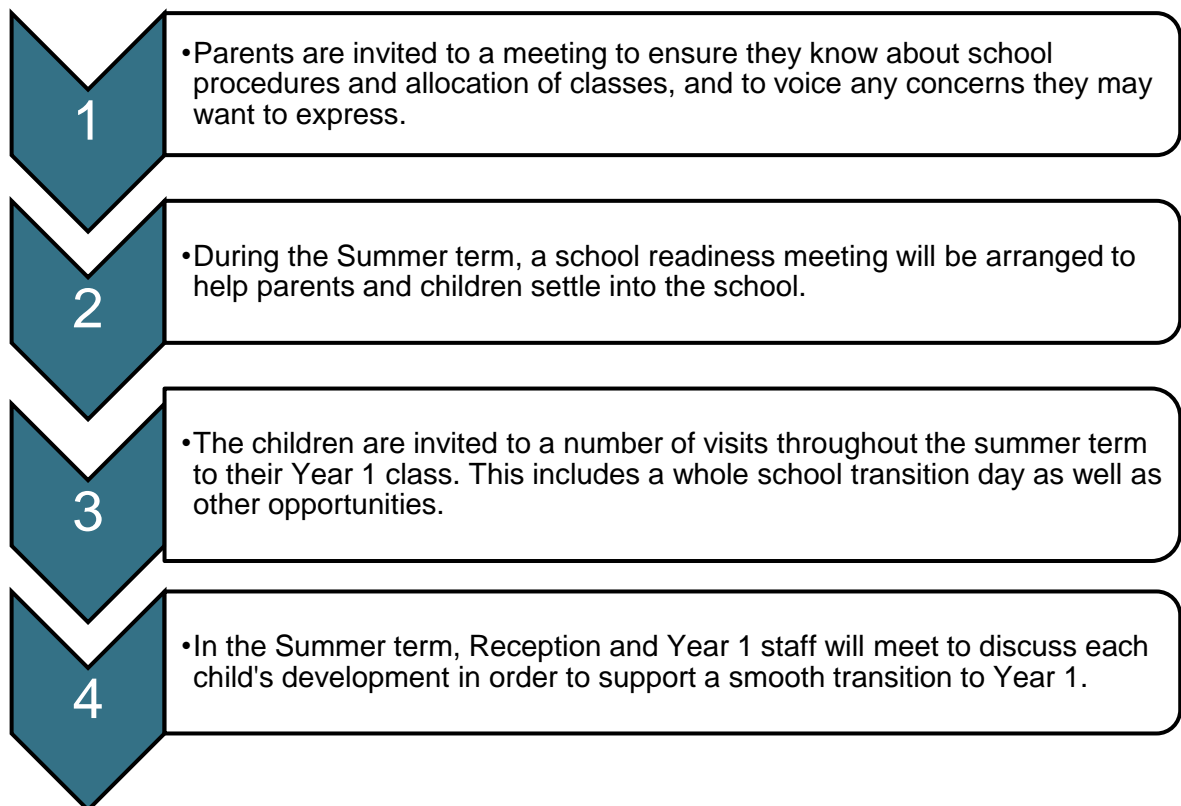 1
•Parents are invited to a meeting to ensure they know about school
procedures and allocation of classes, and to voice any concerns they may
want to express.
2
•During the Summer term, a school readiness meeting will be arranged to
help parents and children settle into the school.
3
•The children are invited to a number of visits throughout the summer term
to their Year 1 class. This includes a whole school transition day as well as
other opportunities.
4
•In the Summer term, Reception and Year 1 staff will meet to discuss each
child's development in order to support a smooth transition to Year 1.